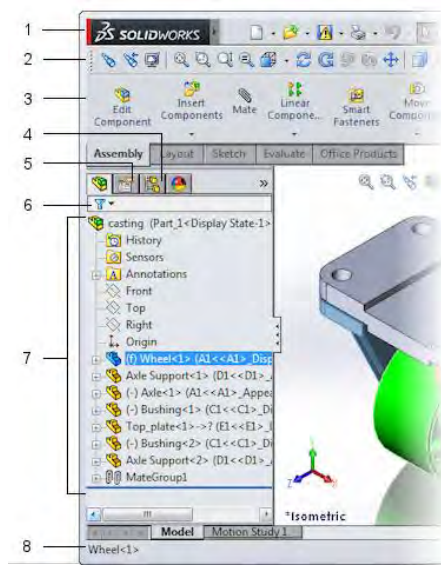 1
SOLIDWORKS
2
3
Edit Component
Insert Components
Mate
Linear Compone...
Smart Fasteners
Move Compon
4
Assembly Layout Sketch Evaluate Office Products
5
»
6
casting (Part_1<Display State-1>
History
Sensors
A Annotations
Front
Top
Right
Origin
7
(f) Wheel<1> (A1<<A1>_Disp
Axle Support<1> (D1<<D1>_
(-) Axle<1> (A1<<A1>_Appea
(-) Bushing<1> (C1<<C1>_Di
Top_plate<1>->? (E1<<E1>_
(-) Bushing<2> (C1<<C1>_Di
Axle Support<2> (D1<<D1>_
MateGroup1
*Isometric
Model Motion Study 1
8
Wheel<1>